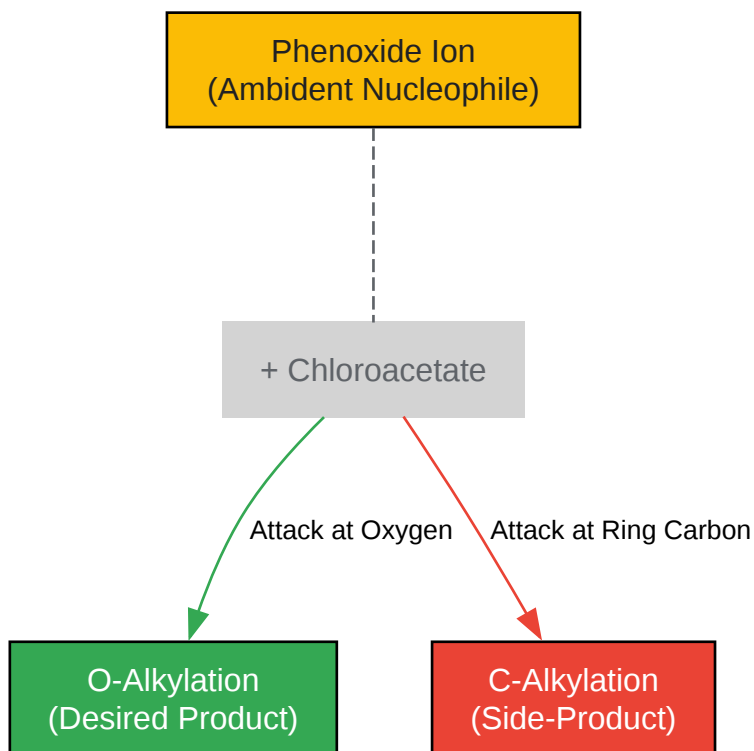 Phenoxide Ion
(Ambident Nucleophile)
+ Chloroacetate
Attack at Oxygen
Attack at Ring Carbon
O-Alkylation
(Desired Product)
C-Alkylation
(Side-Product)